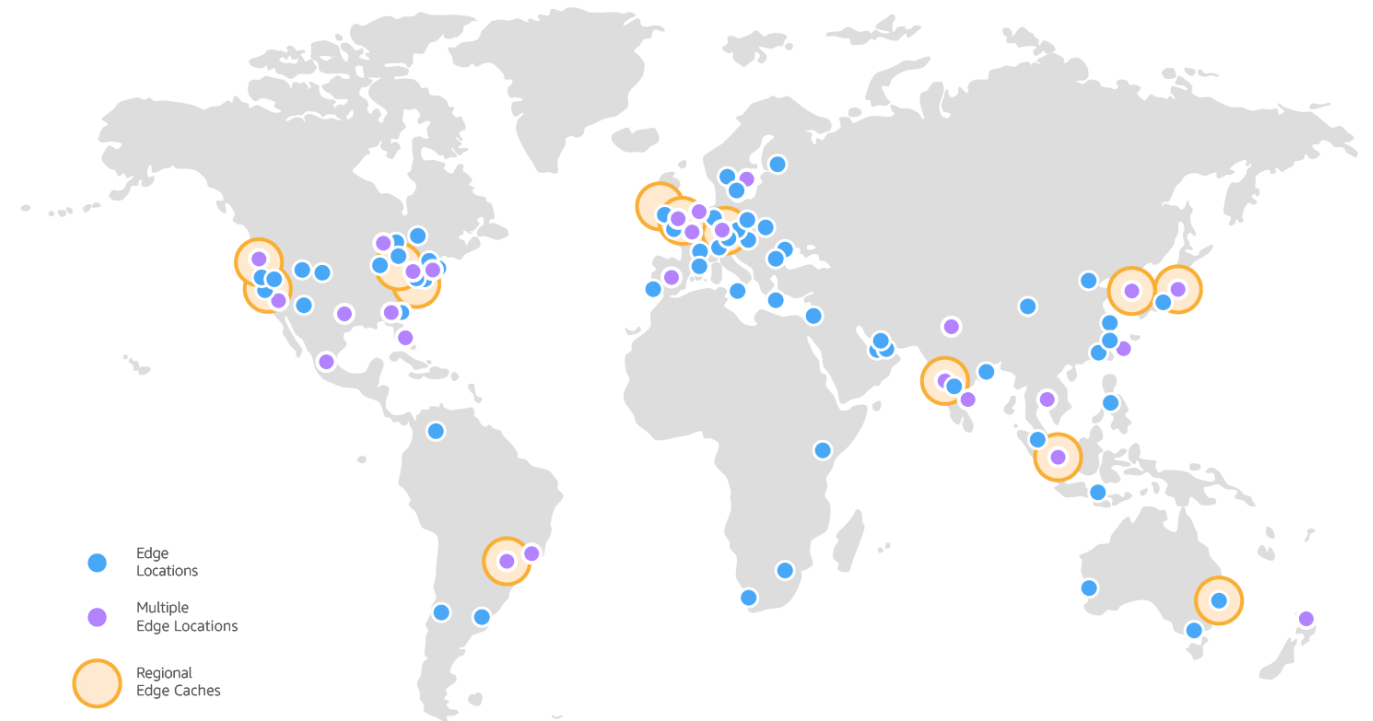 Edge
Locations
Multiple
Edge Locations
Regional
Edge Caches